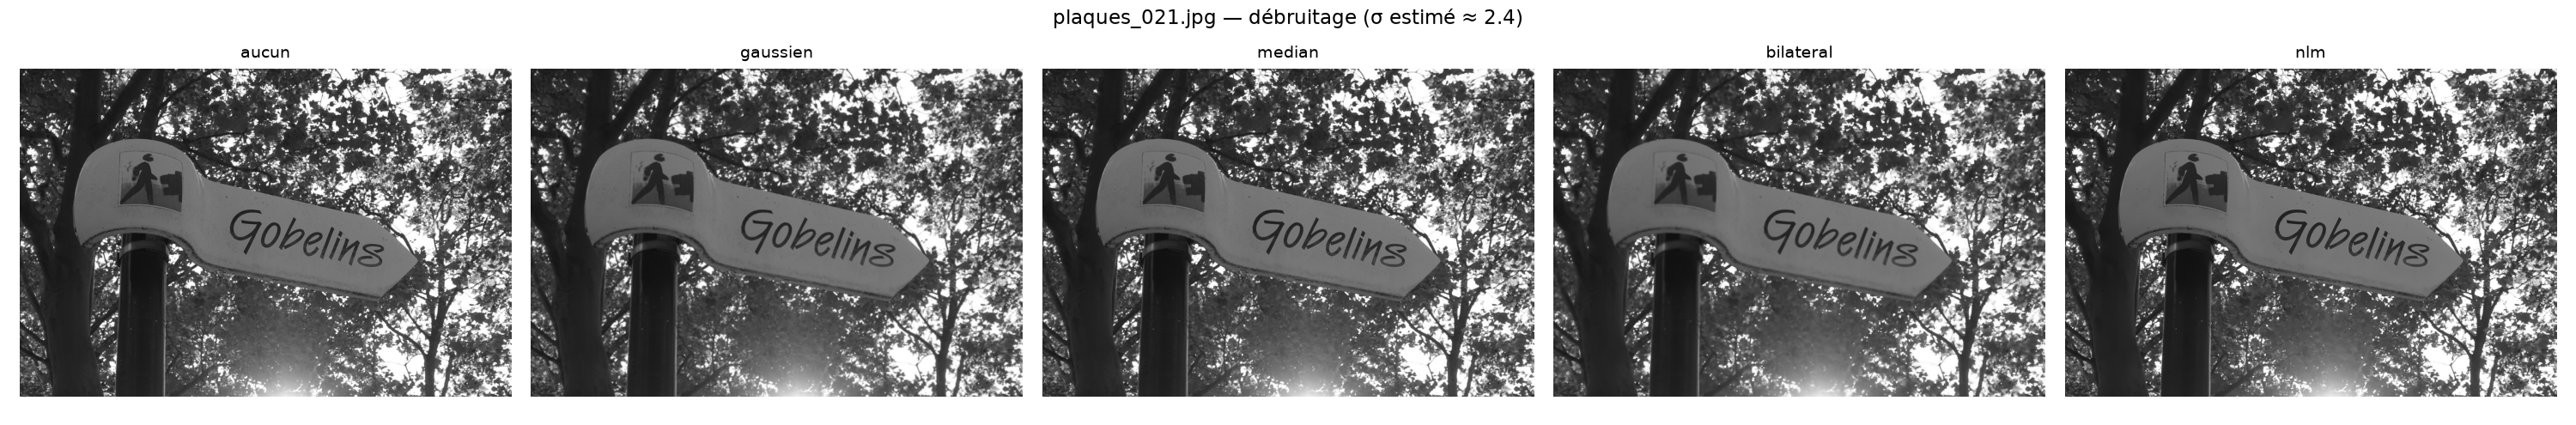 plaques_021.jpg — débruitage (σ estimé ≈ 2.4)
aucun gaussien median bilateral nlm
Gobelins Gobelins Gobelins Gobelins Gobelins